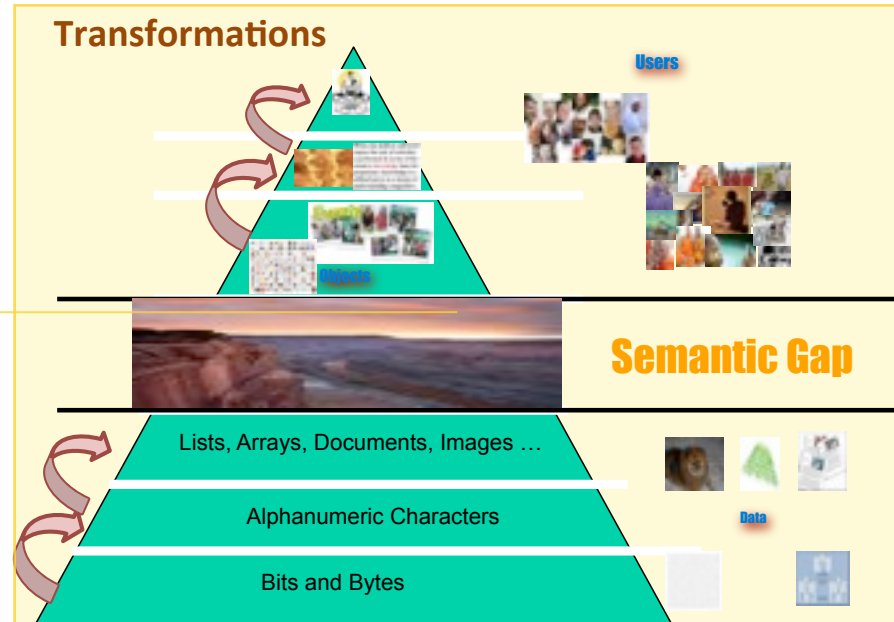 Transformations
Users
Objects
Semantic Gap
Lists, Arrays, Documents, Images …
Alphanumeric Characters
Data
Bits and Bytes